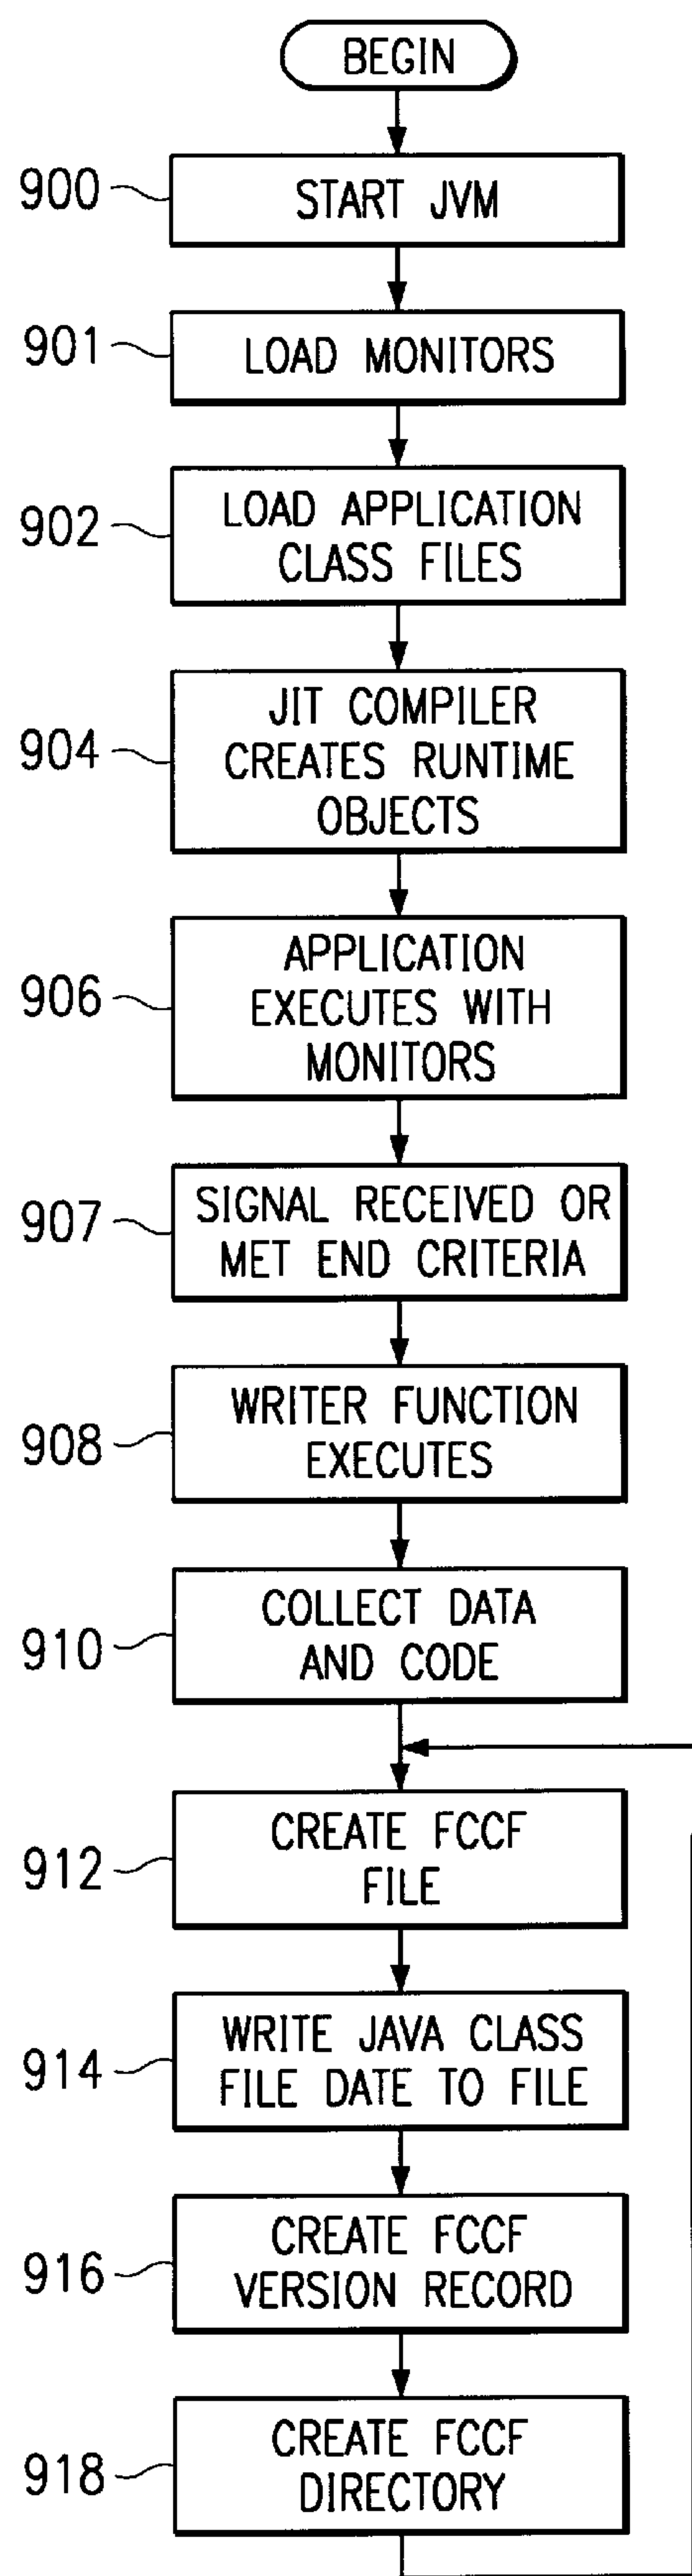 BEGIN
900
START JVM
901
LOAD MONITORS
902
LOAD APPLICATION
CLASS FILES
904
JIT COMPILER
CREATES RUNTIME
OBJECTS
906
APPLICATION
EXECUTES WITH
MONITORS
907
SIGNAL RECEIVED OR
MET END CRITERIA
908
WRITER FUNCTION
EXECUTES
910
COLLECT DATA
AND CODE
912
CREATE FCCF
FILE
914
WRITE JAVA CLASS
FILE DATE TO FILE
916
CREATE FCCF
VERSION RECORD
918
CREATE FCCF
DIRECTORY